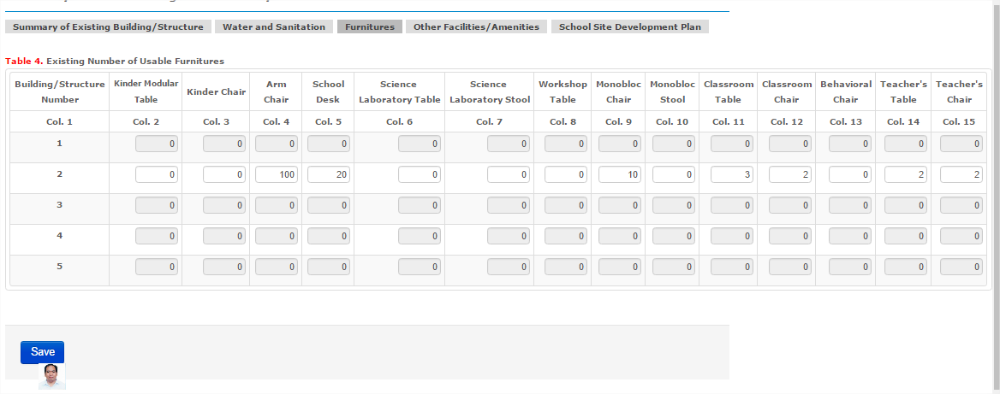 Summary of Existing Building/Structure Water and Sanitation Furnitures Other Facilities/Amenities School Site Development Plan
Table 4. Existing Number of Usable Furnitures
Building/Structure Number Kinder Modular Table Kinder Chair Arm Chair School Desk Science Laboratory Table Science Laboratory Stool Workshop Table Monobloc Chair Monobloc Stool Classroom Table Classroom Chair Behavioral Chair Teacher's Table Teacher's Chair
Col. 1 Col. 2 Col. 3 Col. 4 Col. 5 Col. 6 Col. 7 Col. 8 Col. 9 Col. 10 Col. 11 Col. 12 Col. 13 Col. 14 Col. 15
1 0 0 0 0 0 0 0 0 0 0 0 0 0 0
2 0 0 100 20 0 0 0 10 0 3 2 0 2 2
3 0 0 0 0 0 0 0 0 0 0 0 0 0 0
4 0 0 0 0 0 0 0 0 0 0 0 0 0 0
5 0 0 0 0 0 0 0 0 0 0 0 0 0 0
Save